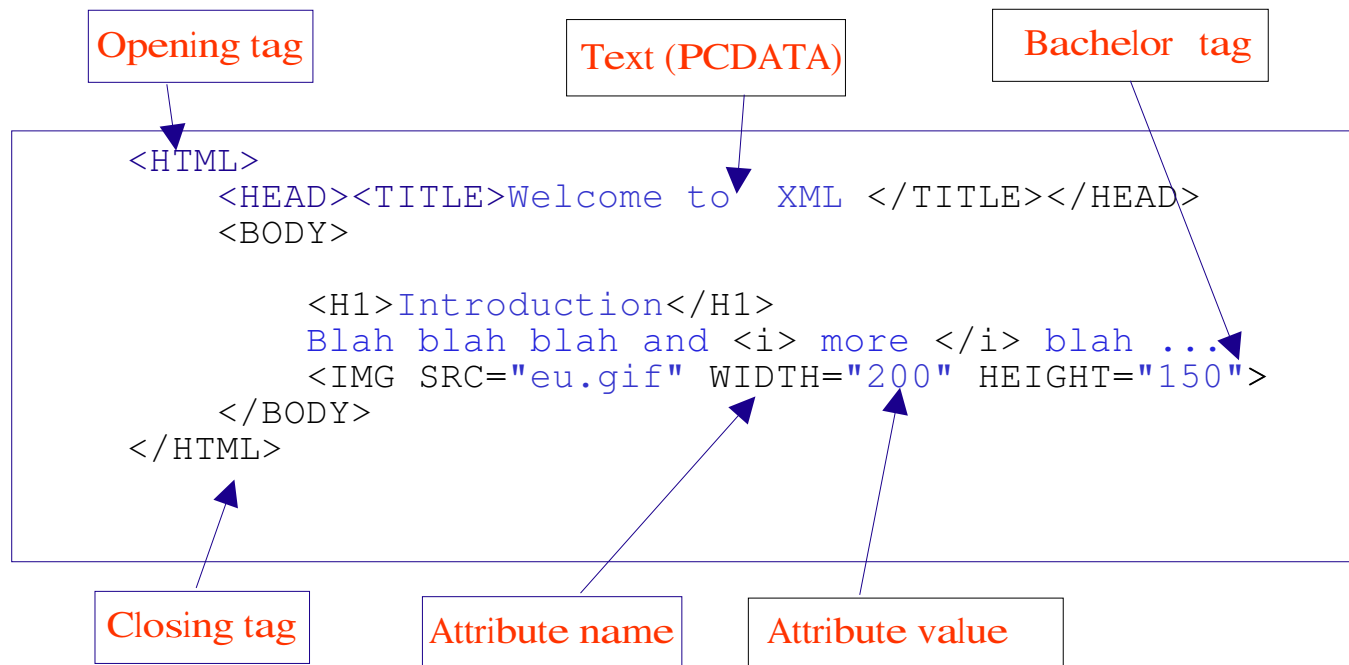 Opening tag
Text (PCDATA)
Bachelor tag
<HTML>
<HEAD><TITLE>Welcome to XML </TITLE></HEAD>
<BODY>
<H1>Introduction</H1>
Blah blah blah and <i> more </i> blah ...
<IMG SRC="eu.gif" WIDTH="200" HEIGHT="150">
</BODY>
</HTML>
Closing tag
Attribute name
Attribute value